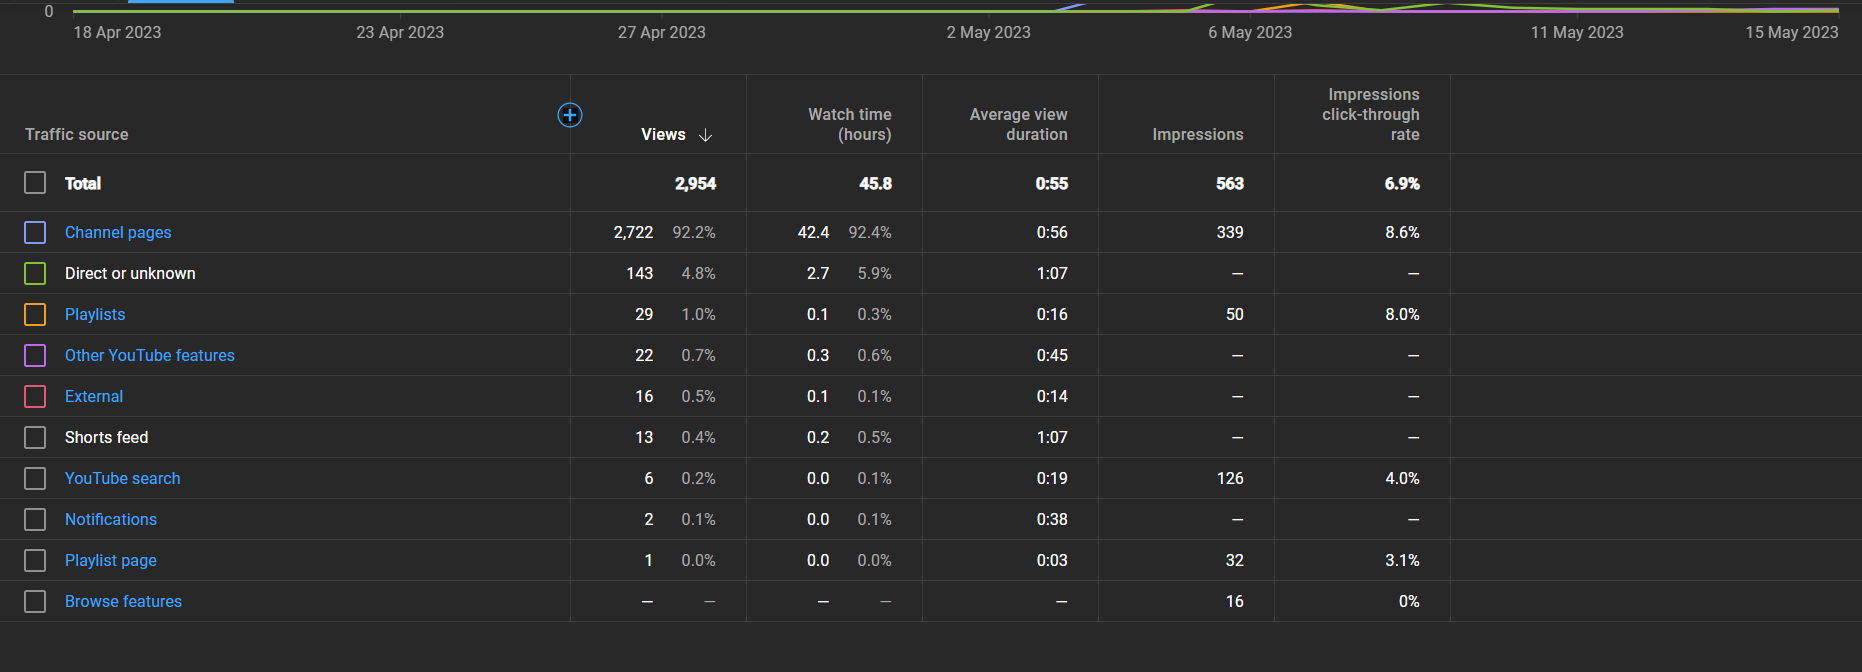 0
18 Apr 2023 23 Apr 2023 27 Apr 2023 2 May 2023 6 May 2023 11 May 2023 15 May 2023
Traffic source Views Watch time (hours) Average view duration Impressions Impressions click-through rate
Total 2,954 45.8 0:55 563 6.9%
Channel pages 2,722 92.2% 42.4 92.4% 0:56 339 8.6%
Direct or unknown 143 4.8% 2.7 5.9% 1:07 — —
Playlists 29 1.0% 0.1 0.3% 0:16 50 8.0%
Other YouTube features 22 0.7% 0.3 0.6% 0:45 — —
External 16 0.5% 0.1 0.1% 0:14 — —
Shorts feed 13 0.4% 0.2 0.5% 1:07 — —
YouTube search 6 0.2% 0.0 0.1% 0:19 126 4.0%
Notifications 2 0.1% 0.0 0.1% 0:38 — —
Playlist page 1 0.0% 0.0 0.0% 0:03 32 3.1%
Browse features — — — — — 16 0%